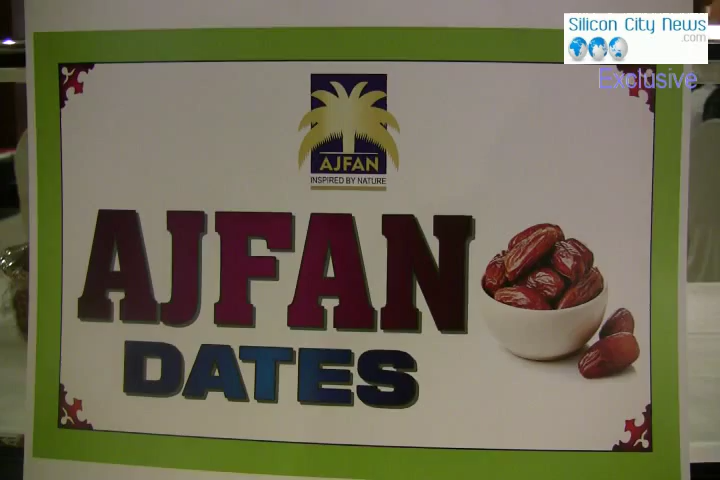 Silicon City News
.com
Exclusive
AJFAN
INSPIRED BY NATURE
AJFAN
DATES